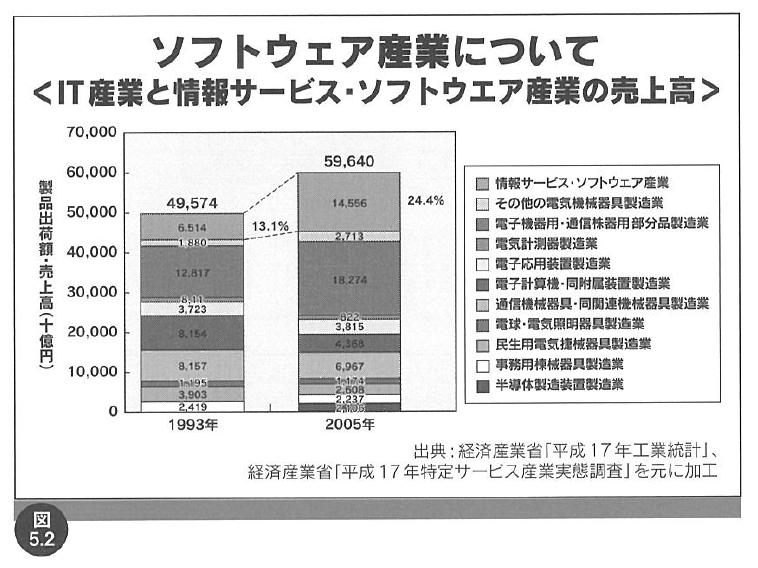 ソフトウェア産業について
<IT産業と情報サービス・ソフトウエア産業の売上高>
製品出荷額・売上高(十億円)
70,000
60,000
50,000
40,000
30,000
20,000
10,000
0
49,574
6.514
1,880
12,817
8,11
3,723
8,154
8,157
1,195
3,903
2,419
1993年
13.1%
59,640
14,556
2,713
18,274
822
3,815
4,368
6,967
1,174
2,608
2,237
2,106
2005年
24.4%
情報サービス・ソフトウェア産業
その他の電気機械器具製造業
電子機器用・通信株器用部分品製造業
電気計測器製造業
電子応用装置製造業
電子計算機・同附属装置製造業
通信機械器具・同関連機械器具製造業
電球・電気照明器具製造業
民生用電気捷械器具製造業
事務用棟械器具製造業
半導体製造装置製造業
出典:経済産業省「平成17年工業統計」、
経済産業省「平成17年特定サービス産業実態調査」を元に加工
図
5.2